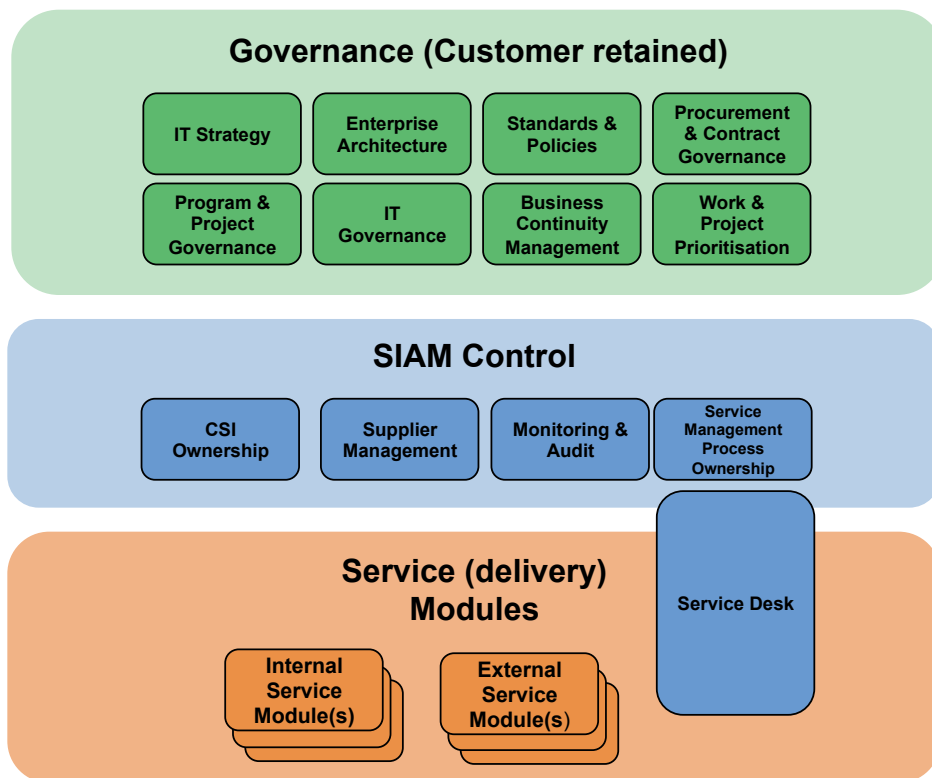 Governance (Customer retained)
IT Strategy
Enterprise
Architecture
Standards &
Policies
Procurement
& Contract
Governance
Program &
Project
Governance
IT
Governance
Business
Continuity
Management
Work &
Project
Prioritisation
SIAM Control
CSI
Ownership
Supplier
Management
Monitoring &
Audit
Service
Management
Process
Ownership
Service (delivery)
Modules
Service Desk
Internal
Service
Module(s)
External
Service
Module(s)